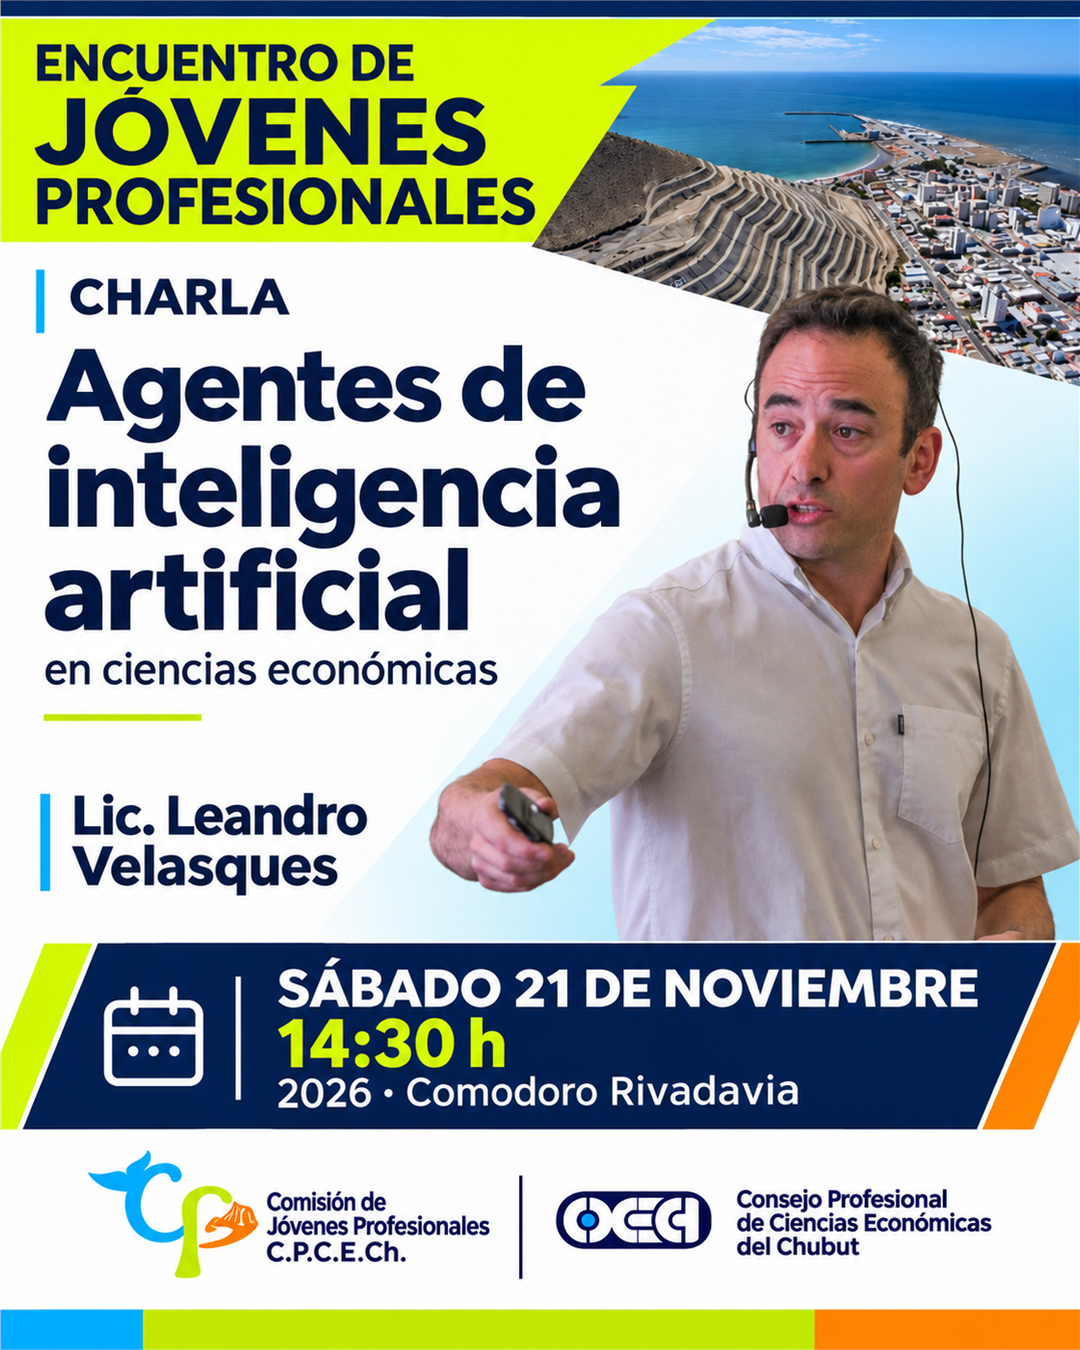 ENCUENTRO DE
JÓVENES
PROFESIONALES
CHARLA
Agentes de
inteligencia
artificial
en ciencias económicas
Lic. Leandro
Velasques
SÁBADO 21 DE NOVIEMBRE
14:30 h
2026 • Comodoro Rivadavia
Comisión de
Jóvenes Profesionales
C.P.C.E.Ch.
Consejo Profesional
de Ciencias Económicas
del Chubut